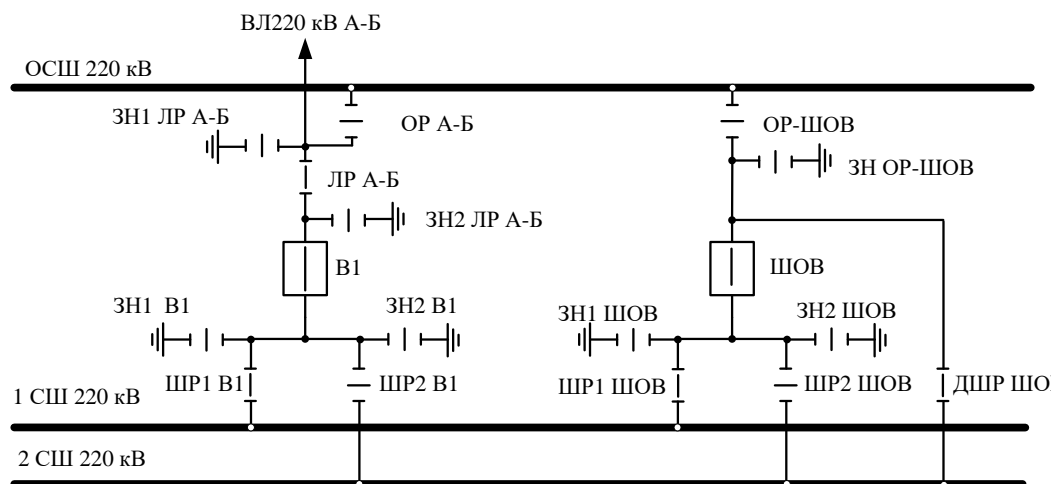 ВЛ220 кВ А-Б
ОСШ 220 кВ
ЗН1 ЛР А-Б
ОР А-Б
ОР-ШОВ
ЗН ОР-ШОВ
ЛР А-Б
ЗН2 ЛР А-Б
В1
ШОВ
ЗН1 В1
ЗН2 В1
ЗН1 ШОВ
ЗН2 ШОВ
ШР1 В1
ШР2 В1
ШР1 ШОВ
ШР2 ШОВ
ДШР ШО
1 СШ 220 кВ
2 СШ 220 кВ